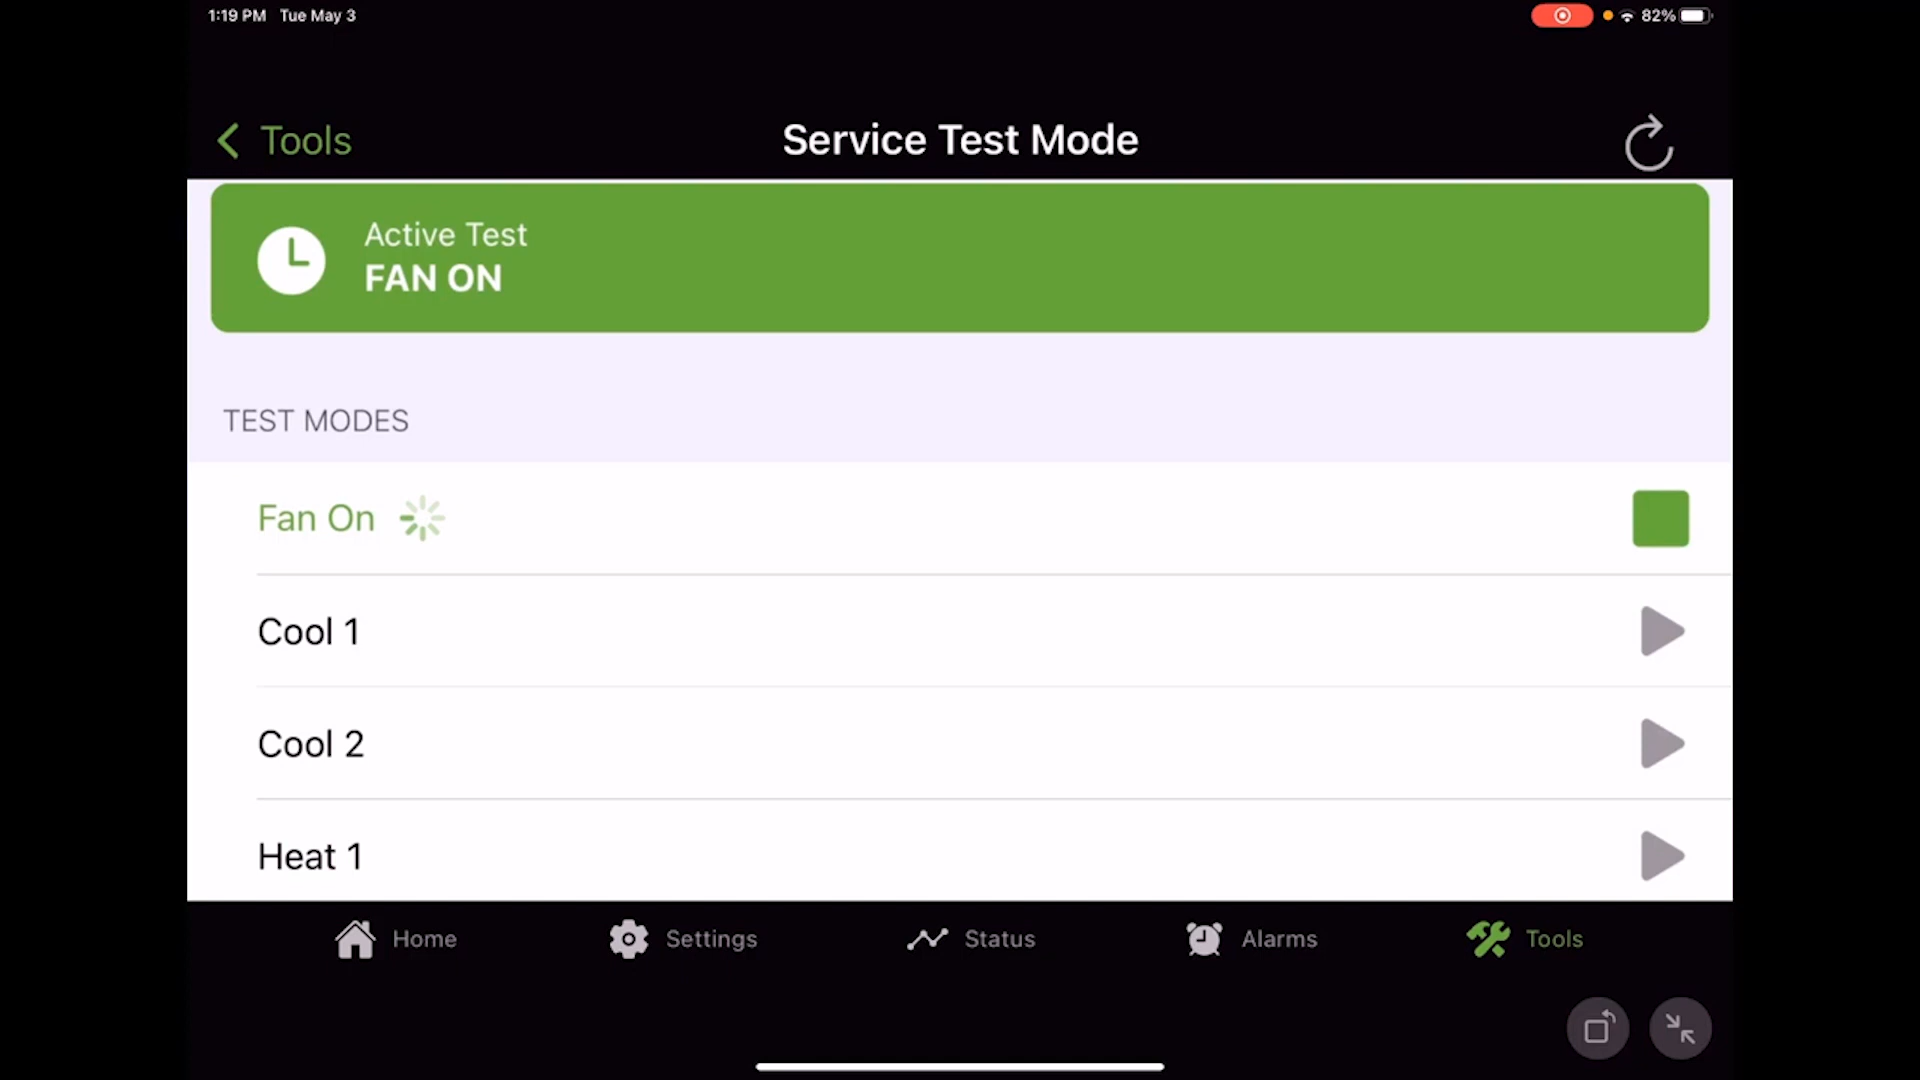 1:19 PM Tue May 3
82%
Tools
Service Test Mode
Active Test
FAN ON
TEST MODES
Fan On
Cool 1
Cool 2
Heat 1
Home
Settings
Status
Alarms
Tools